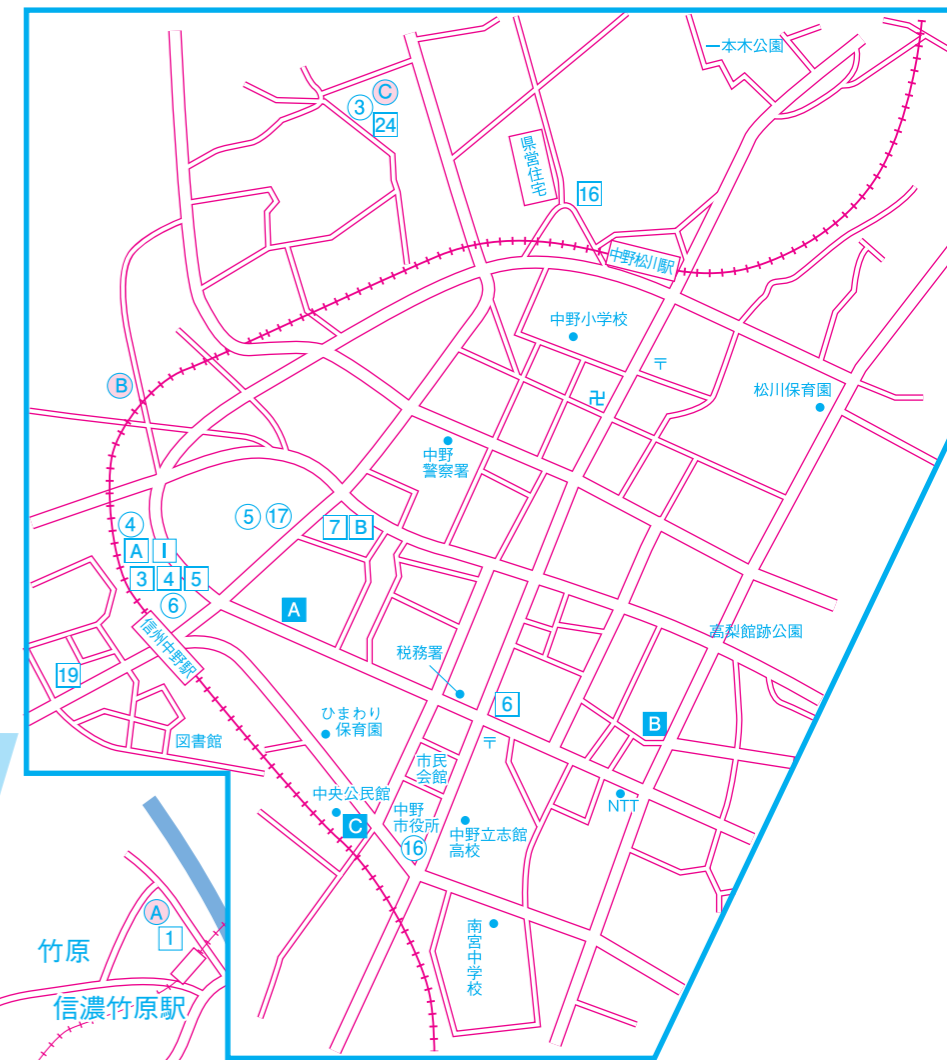 一本木公園
C
3
24
県営住宅
16
中野松川駅
中野小学校
〒
松川保育園
卍
B
中野
警察署
5 17
7 B
4
A I
3 4 5
6
A
信州中野駅
高梨館跡公園
税務署
19
6
B
ひまわり
保育園
図書館
〒
市民
会館
中央公民館
C
中野
市役所
16
NTT
中野立志館
高校
A
1
南宮中学校
竹原
信濃竹原駅